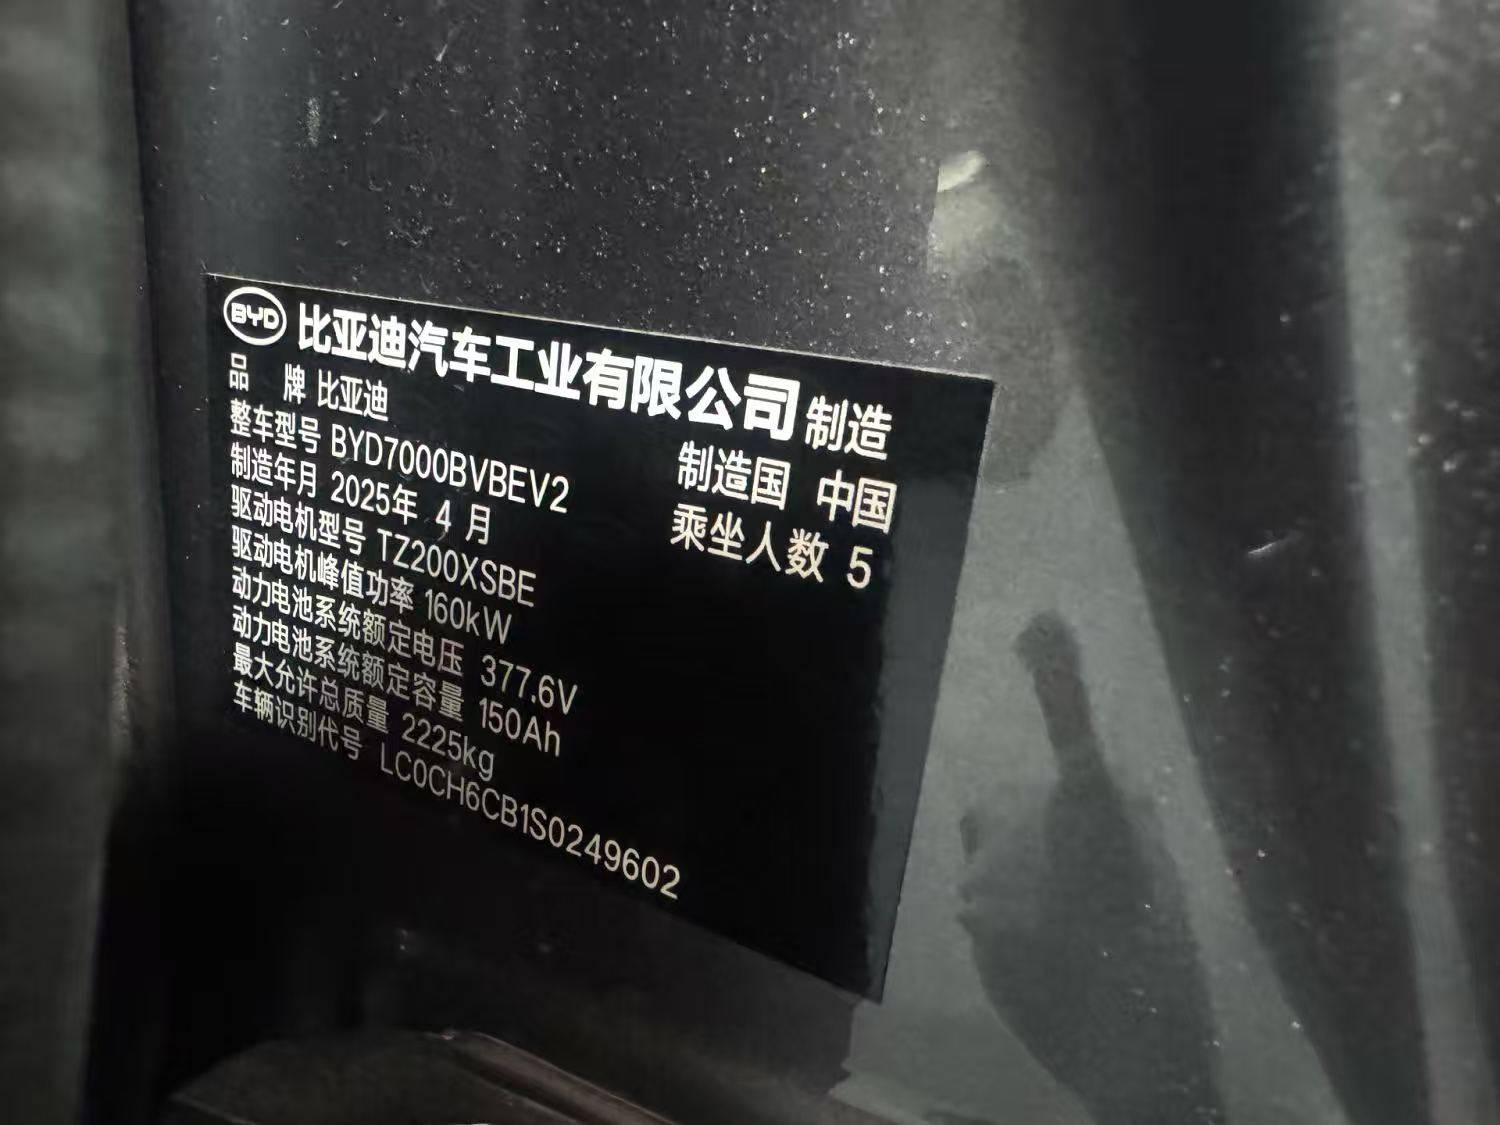 BYD 比亚迪汽车工业有限公司 制造
品 牌 比亚迪
整车型号 BYD7000BVBEV2 制造国 中国
制造年月 2025年 4 月 乘坐人数 5
驱动电机型号 TZ200XSBE
驱动电机峰值功率 160kW
动力电池系统额定电压 377.6V
动力电池系统额定容量 150Ah
最大允许总质量 2225kg
车辆识别代号 LC0CH6CB1S0249602